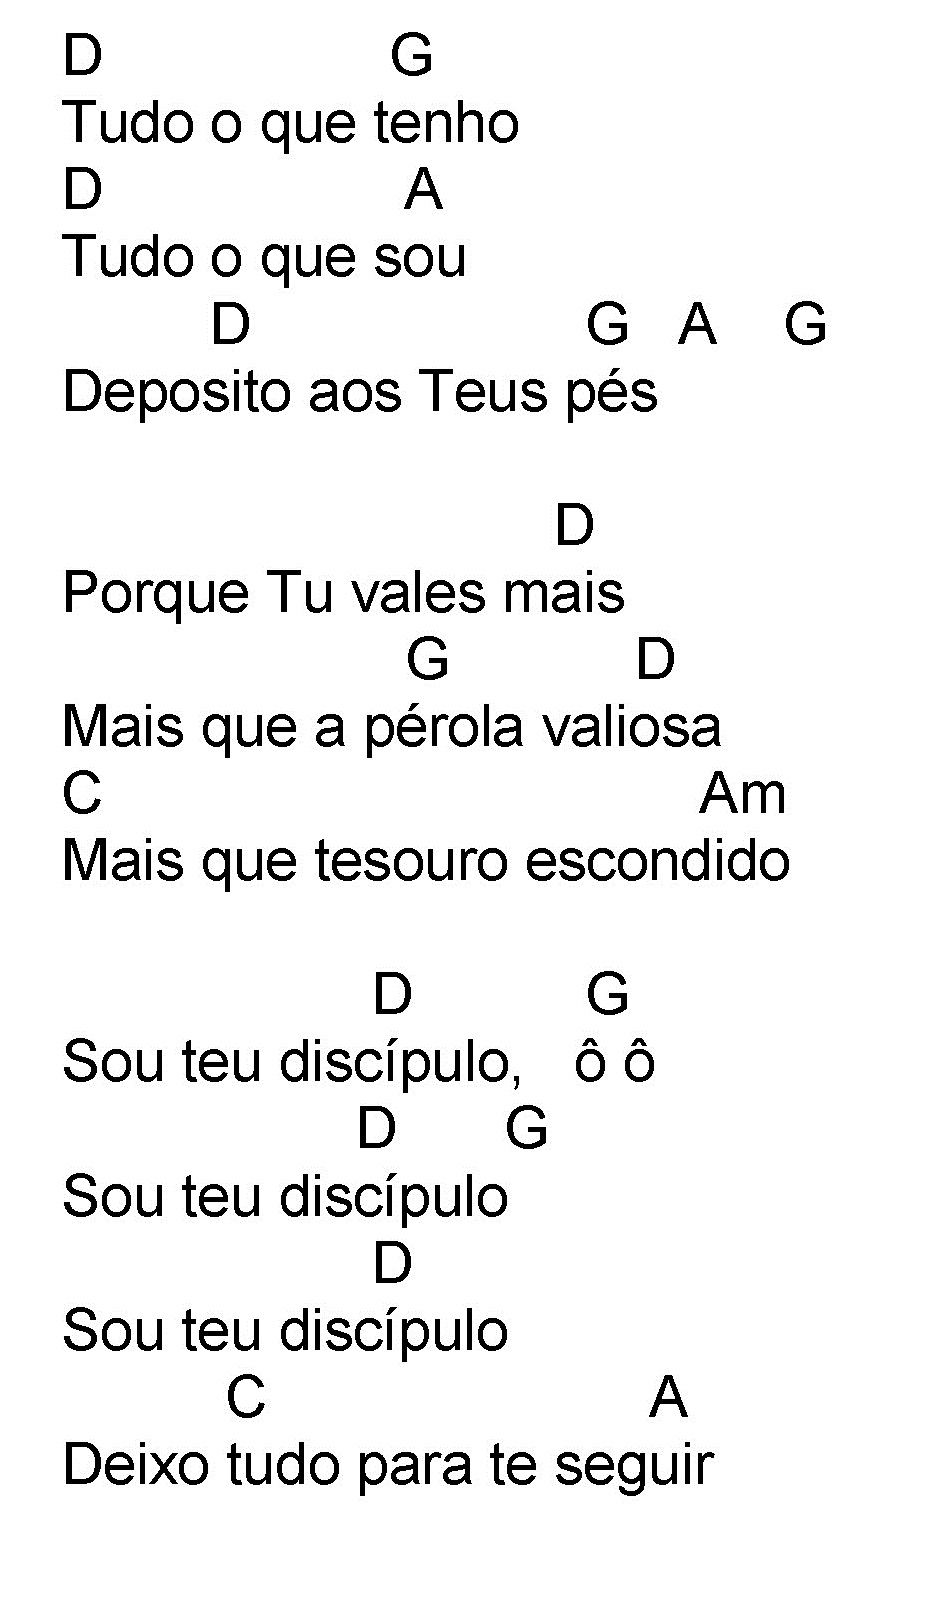 D G
Tudo o que tenho
D A
Tudo o que sou
D G A G
Deposito aos Teus pés
D
Porque Tu vales mais
G D
Mais que a pérola valiosa
C Am
Mais que tesouro escondido
D G
Sou teu discípulo, ô ô
D G
Sou teu discípulo
D
Sou teu discípulo
C A
Deixo tudo para te seguir